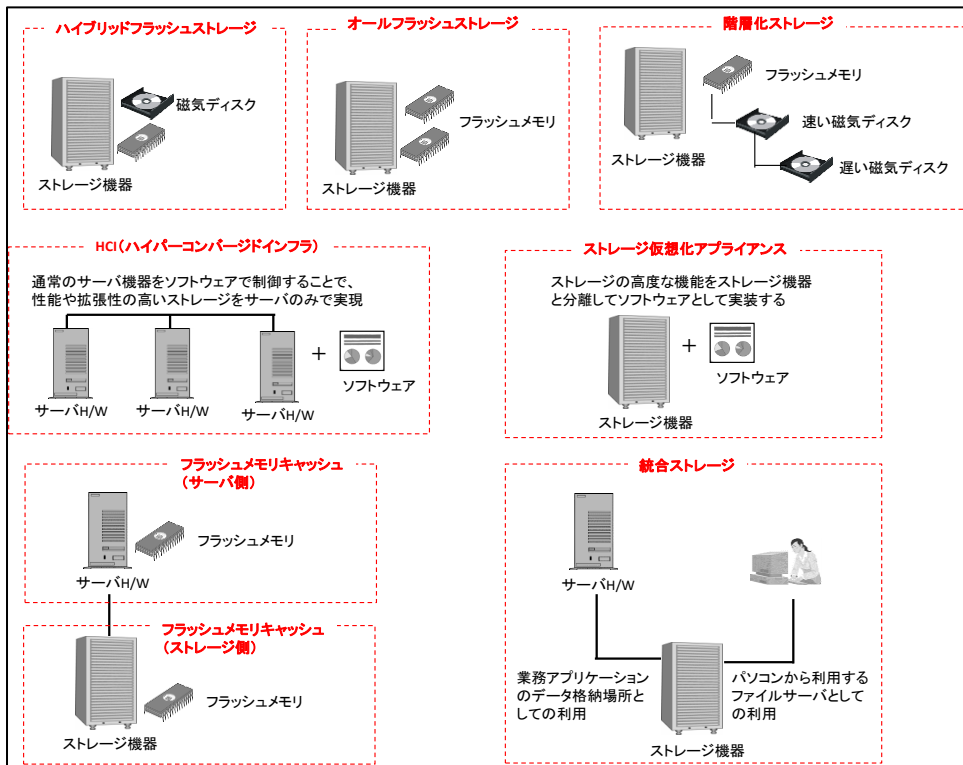 ハイブリッドフラッシュストレージ
磁気ディスク
ストレージ機器
オールフラッシュストレージ
フラッシュメモリ
ストレージ機器
階層化ストレージ
フラッシュメモリ
速い磁気ディスク
ストレージ機器
遅い磁気ディスク
HCI(ハイパーコンバージドインフラ)
通常のサーバ機器をソフトウェアで制御することで、
性能や拡張性の高いストレージをサーバのみで実現
+
サーバH/W
サーバH/W
サーバH/W
ソフトウェア
ストレージ仮想化アプライアンス
ストレージの高度な機能をストレージ機器
と分離してソフトウェアとして実装する
+
ソフトウェア
ストレージ機器
フラッシュメモリキャッシュ
(サーバ側)
フラッシュメモリ
サーバH/W
フラッシュメモリキャッシュ
(ストレージ側)
フラッシュメモリ
ストレージ機器
統合ストレージ
サーバH/W
業務アプリケーション
のデータ格納場所と
しての利用
パソコンから利用する
ファイルサーバとして
の利用
ストレージ機器